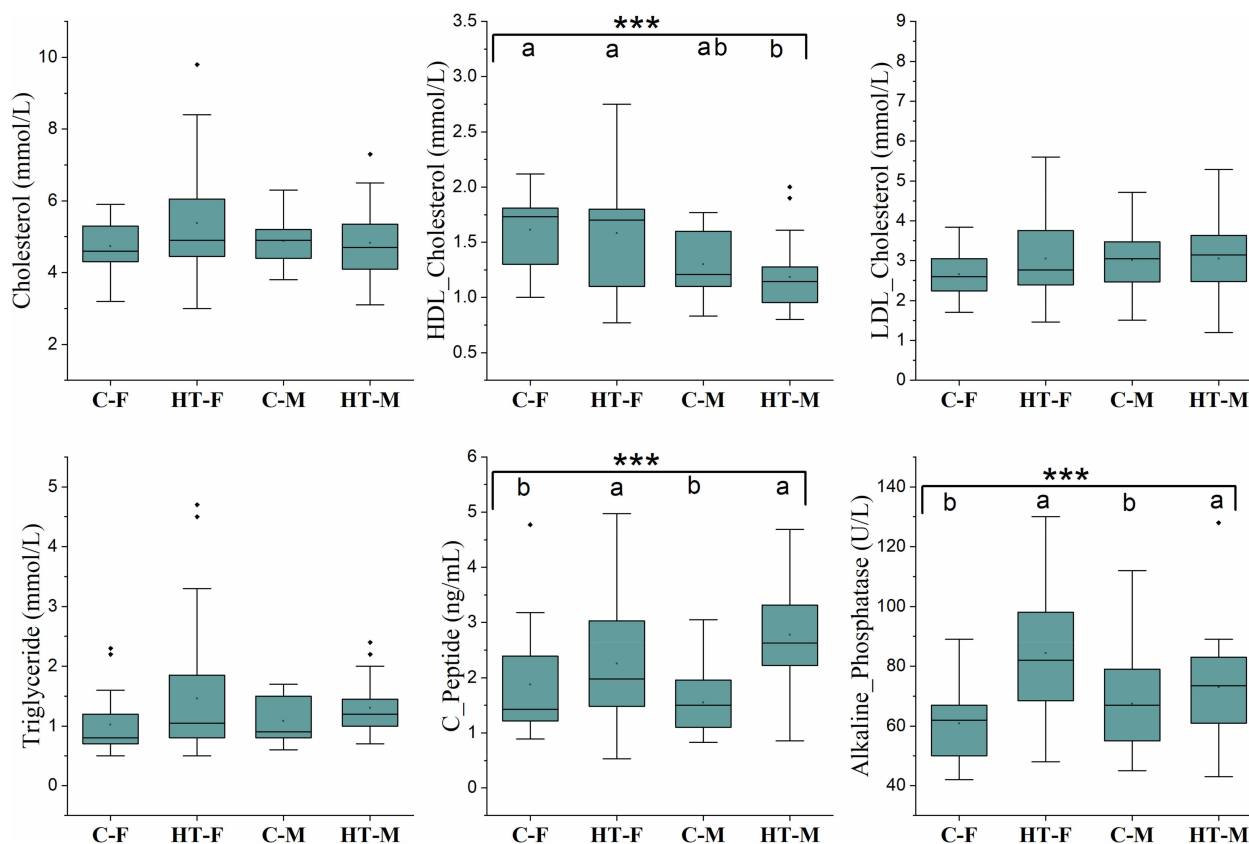 Cholesterol (mmol/L)
10
8
6
4
2
C-F HT-F C-M HT-M
HDL_Cholesterol (mmol/L)
3.5
3.0
2.5
2.0
1.5
1.0
0.5
***
a a ab b
C-F HT-F C-M HT-M
LDL_Cholesterol (mmol/L)
9
8
7
6
5
4
3
2
1
0
C-F HT-F C-M HT-M
Triglyceride (mmol/L)
5
4
3
2
1
0
C-F HT-F C-M HT-M
C_Peptide (ng/mL)
6
5
4
3
2
1
0
***
b a b a
C-F HT-F C-M HT-M
Alkaline_Phosphatase (U/L)
140
120
100
80
60
40
***
b a b a
C-F HT-F C-M HT-M